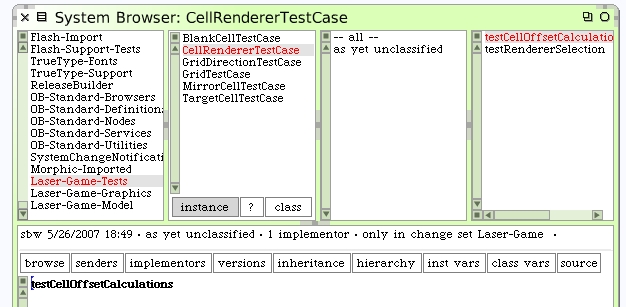 System Browser: CellRendererTestCase
Flash-Import
Flash-Support-Tests
TrueType-Fonts
TrueType-Support
ReleaseBuilder
OB-Standard-Browsers
OB-Standard-Definition
OB-Standard-Nodes
OB-Standard-Services
OB-Standard-Utilities
SystemChangeNotificati
Morphic-Imported
Laser-Game-Tests
Laser-Game-Graphics
Laser-Game-Model
BlankCellTestCase
CellRendererTestCase
GridDirectionTestCase
GridTestCase
MirrorCellTestCase
TargetCellTestCase
instance ? class
-- all --
as yet unclassified
testCellOffsetCalculatio
testRendererSelection
sbw 5/26/2007 18:49 · as yet unclassified · 1 implementor · only in change set Laser-Game ·
browse senders implementors versions inheritance hierarchy inst vars class vars source
testCellOffsetCalculations